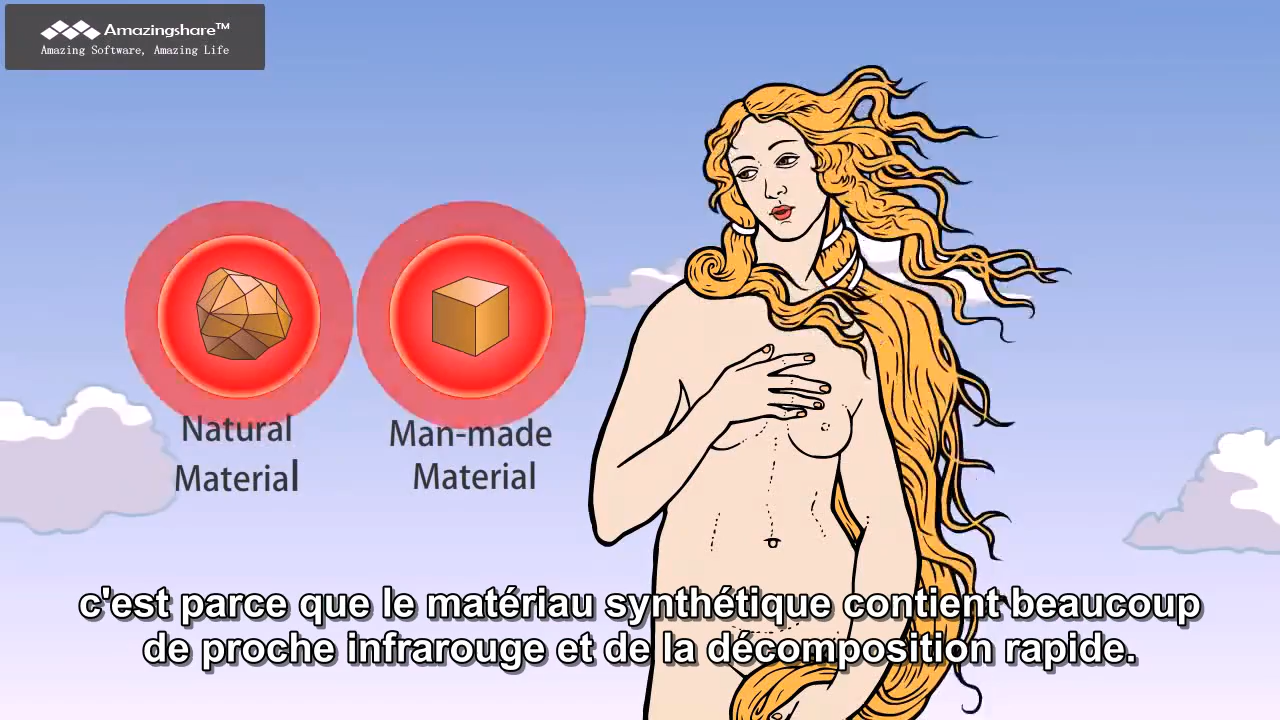 Amazingshare™
Amazing Software, Amazing Life
Natural
Material
Man-made
Material
c'est parce que le matériau synthétique contient beaucoup
de proche infrarouge et de la décomposition rapide.